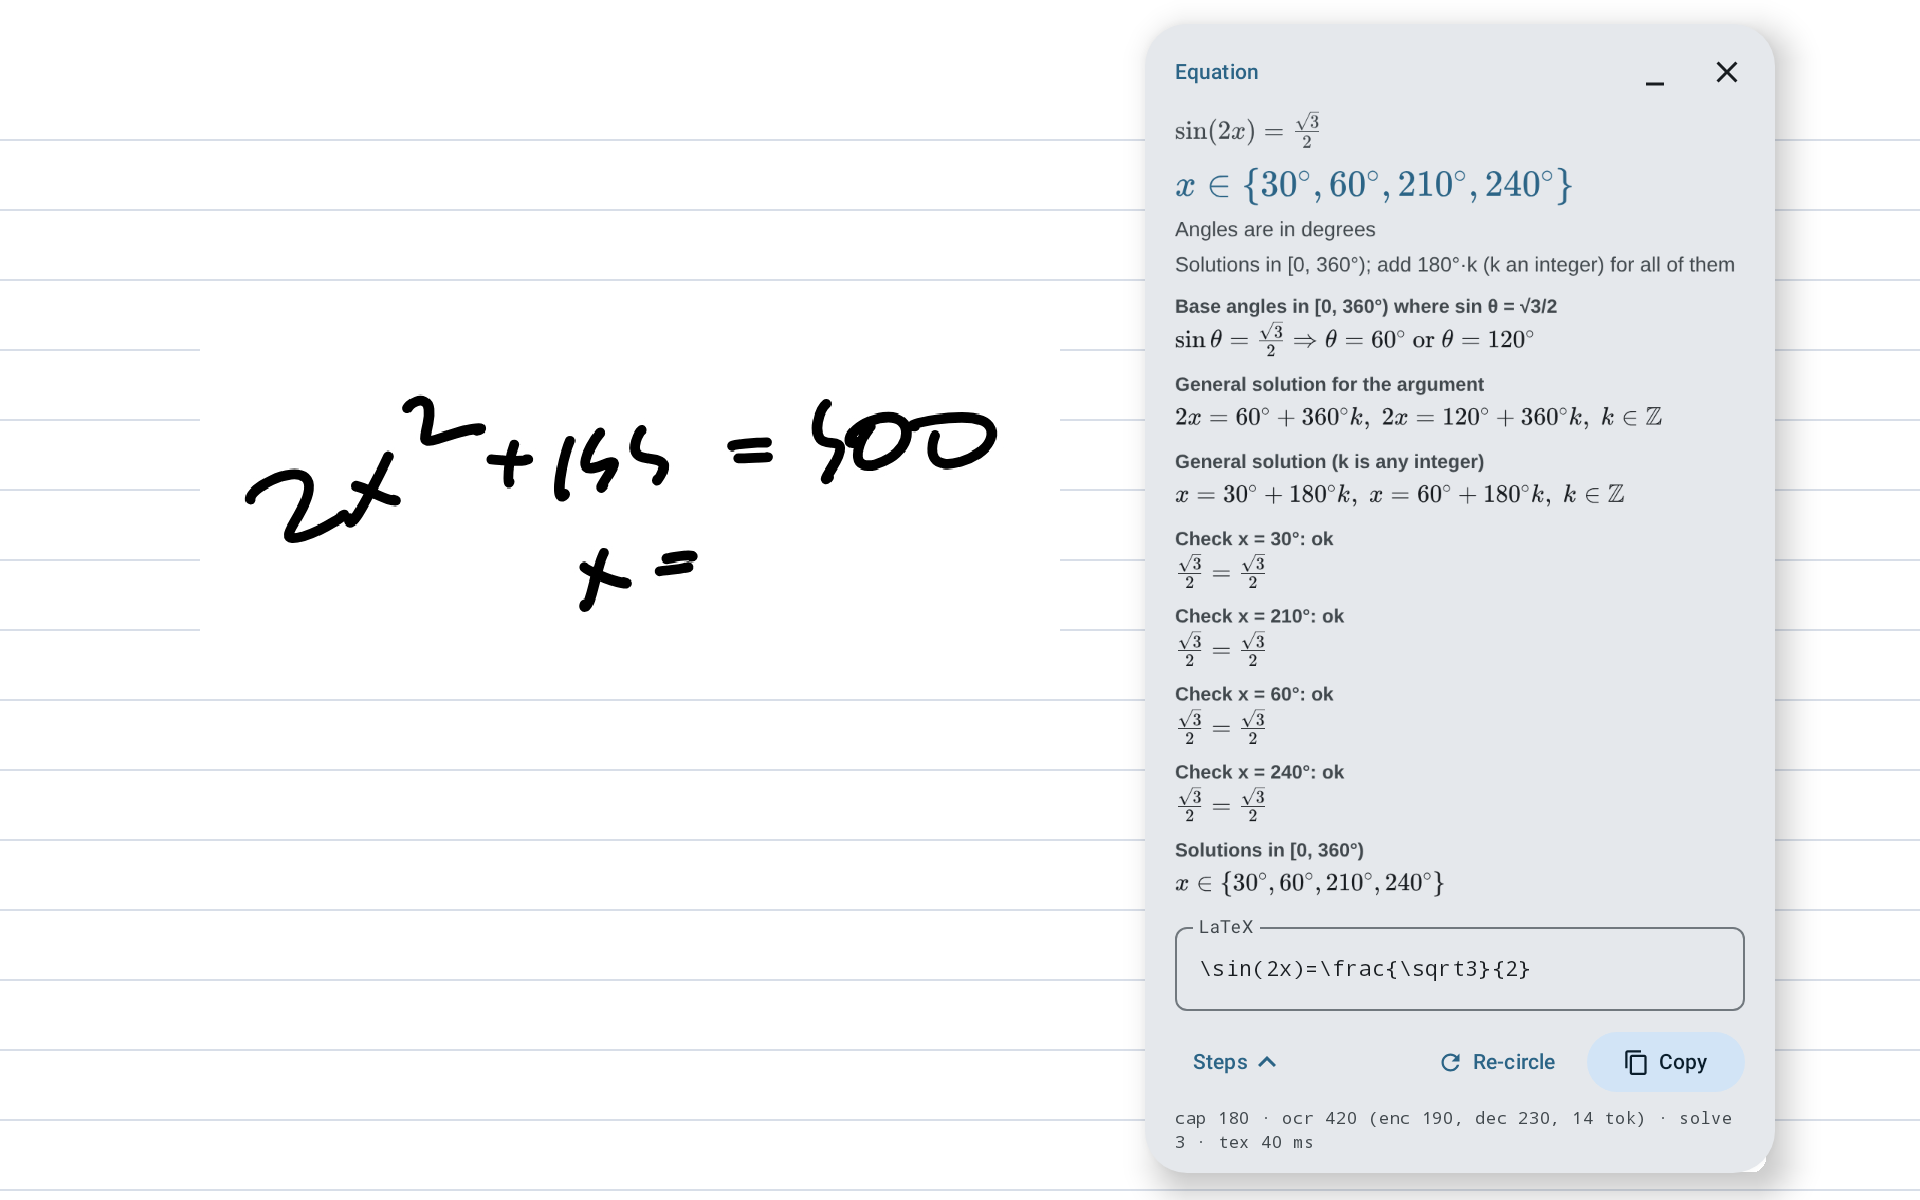 2x² + 155 = 500
x =
Equation
sin(2x) = √3/2
x ∈ {30°, 60°, 210°, 240°}
Angles are in degrees
Solutions in [0, 360°); add 180°·k (k an integer) for all of them
Base angles in [0, 360°) where sin θ = √3/2
sin θ = √3/2 ⇒ θ = 60° or θ = 120°
General solution for the argument
2x = 60° + 360°k, 2x = 120° + 360°k, k ∈ ℤ
General solution (k is any integer)
x = 30° + 180°k, x = 60° + 180°k, k ∈ ℤ
Check x = 30°: ok
√3/2 = √3/2
Check x = 210°: ok
√3/2 = √3/2
Check x = 60°: ok
√3/2 = √3/2
Check x = 240°: ok
√3/2 = √3/2
Solutions in [0, 360°)
x ∈ {30°, 60°, 210°, 240°}
LaTeX
\sin(2x)=\frac{\sqrt3}{2}
Steps
Re-circle
Copy
cap 180 · ocr 420 (enc 190, dec 230, 14 tok) · solve
3 · tex 40 ms